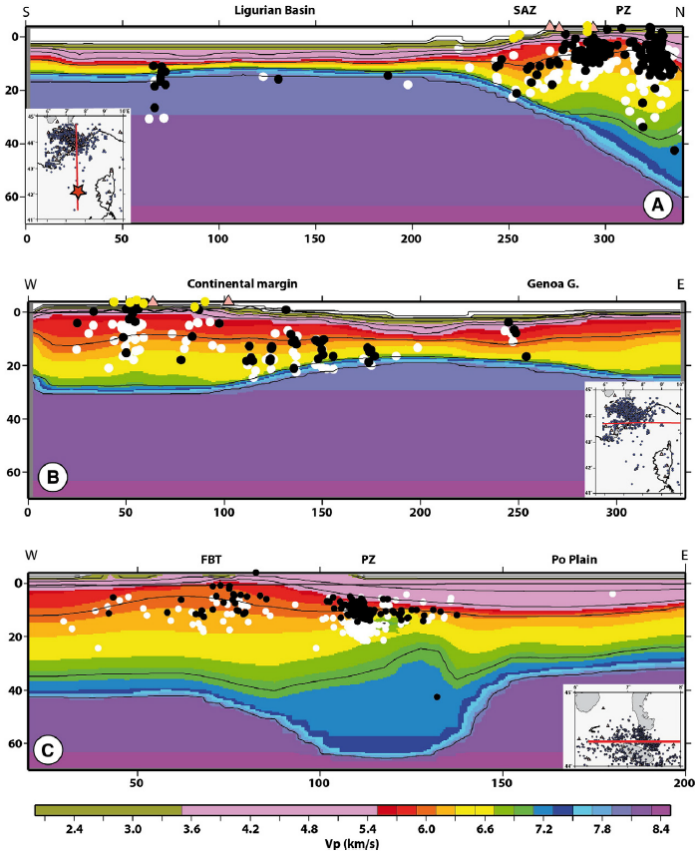 S Ligurian Basin SAZ PZ N
0
20
40
60
A
0 50 100 150 200 250 300
W Continental margin Genoa G. E
0
20
40
60
B
0 50 100 150 200 250 300
W FBT PZ Po Plain E
0
20
40
60
C
50 100 150 200
2.4 3.0 3.6 4.2 4.8 5.4 6.0 6.6 7.2 7.8 8.4
Vp (km/s)